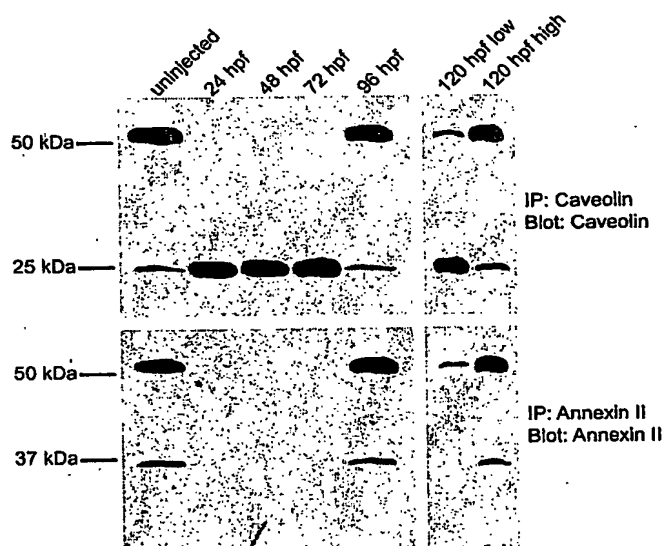 uninjected
24 hpf
48 hpf
72 hpf
96 hpf
120 hpf low
120 hpf high
50 kDa
25 kDa
IP: Caveolin
Blot: Caveolin
50 kDa
37 kDa
IP: Annexin II
Blot: Annexin II